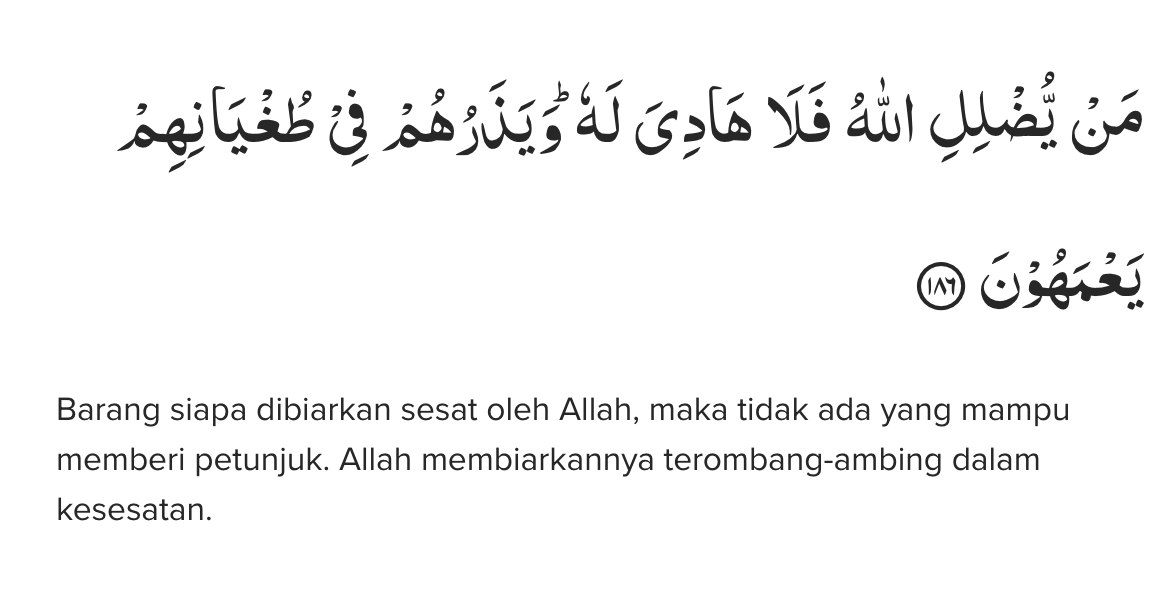 مَنْ يُّضْلِلِ اللّٰهُ فَلَا هَادِيَ لَهٗ ۗوَيَذَرُهُمْ فِيْ طُغْيَانِهِمْ
يَعْمَهُوْنَ ١٨٦
Barang siapa dibiarkan sesat oleh Allah, maka tidak ada yang mampu
memberi petunjuk. Allah membiarkannya terombang-ambing dalam
kesesatan.